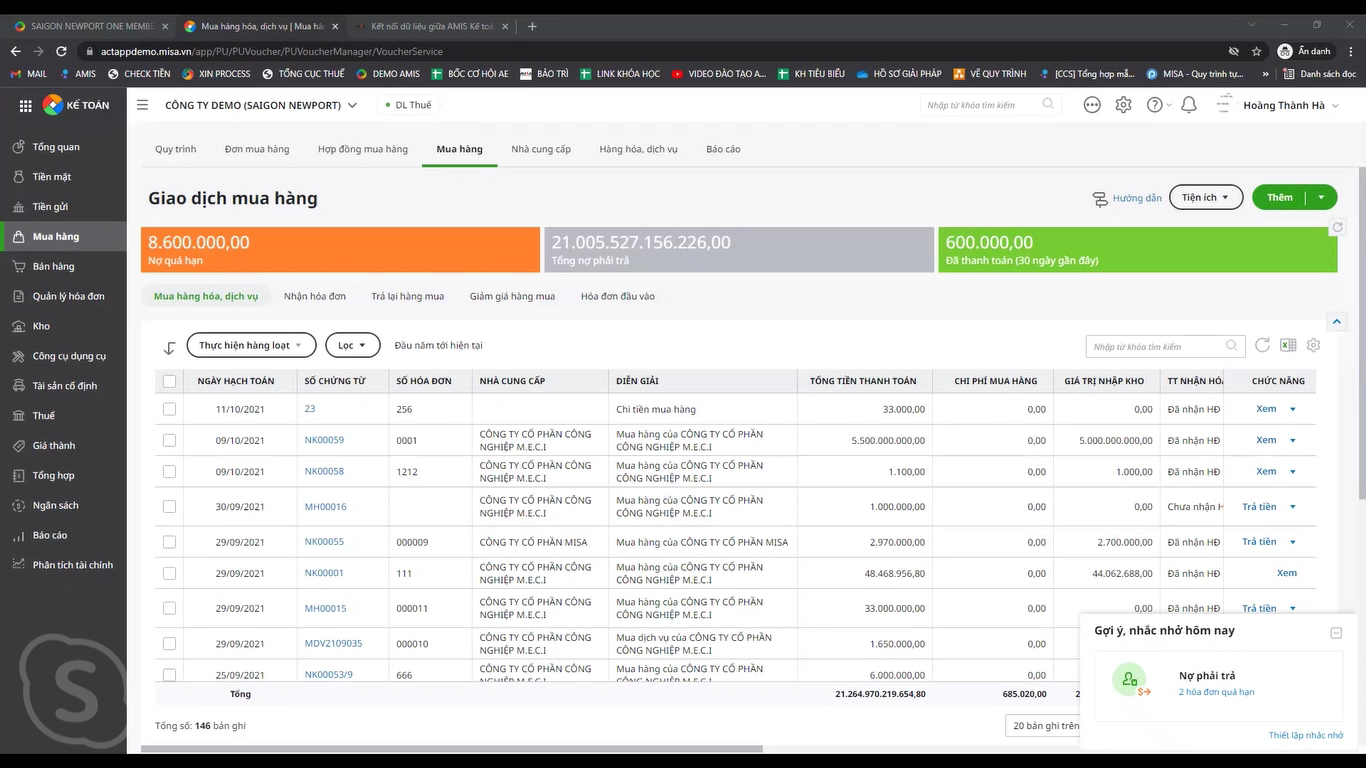 SAIGON NEWPORT ONE MEMBE
Mua hàng hóa, dịch vụ | Mua hàn
Kết nối dữ liệu giữa AMIS Kế toá
actappdemo.misa.vn/app/PU/PUVoucher/PUVoucherManager/VoucherService
Ẩn danh
MAIL
AMIS
CHECK TIỀN
XIN PROCESS
TỔNG CỤC THUẾ
DEMO AMIS
BỐC CƠ HỘI AE
BẢO TRÌ
LINK KHÓA HỌC
VIDEO ĐÀO TẠO A...
KH TIÊU BIỂU
HỒ SƠ GIẢI PHÁP
VẼ QUY TRÌNH
[CCS] Tổng hợp mẫ...
MISA - Quy trình tự...
»
Danh sách đọc
KẾ TOÁN
CÔNG TY DEMO (SAIGON NEWPORT)
DL Thuế
Nhập từ khóa tìm kiếm
Hoàng Thành Hà
Tổng quan
Tiền mặt
Tiền gửi
Mua hàng
Bán hàng
Quản lý hóa đơn
Kho
Công cụ dụng cụ
Tài sản cố định
Thuế
Giá thành
Tổng hợp
Ngân sách
Báo cáo
Phân tích tài chính
Quy trình
Đơn mua hàng
Hợp đồng mua hàng
Mua hàng
Nhà cung cấp
Hàng hóa, dịch vụ
Báo cáo
Giao dịch mua hàng
Hướng dẫn
Tiện ích
Thêm
8.600.000,00
Nợ quá hạn
21.005.527.156.226,00
Tổng nợ phải trả
600.000,00
Đã thanh toán (30 ngày gần đây)
Mua hàng hóa, dịch vụ
Nhận hóa đơn
Trả lại hàng mua
Giảm giá hàng mua
Hóa đơn đầu vào
Thực hiện hàng loạt
Lọc
Đầu năm tới hiện tại
Nhập từ khóa tìm kiếm
NGÀY HẠCH TOÁN SỐ CHỨNG TỪ SỐ HÓA ĐƠN NHÀ CUNG CẤP DIỄN GIẢI TỔNG TIỀN THANH TOÁN CHI PHÍ MUA HÀNG GIÁ TRỊ NHẬP KHO TT NHẬN HÓA CHỨC NĂNG
11/10/2021 23 256 Chi tiền mua hàng 33.000,00 0,00 0,00 Đã nhận HĐ Xem
09/10/2021 NK00059 0001 CÔNG TY CỔ PHẦN CÔNG NGHIỆP M.E.C.I Mua hàng của CÔNG TY CỔ PHẦN CÔNG NGHIỆP M.E.C.I 5.500.000.000,00 0,00 5.000.000.000,00 Đã nhận HĐ Xem
09/10/2021 NK00058 1212 CÔNG TY CỔ PHẦN CÔNG NGHIỆP M.E.C.I Mua hàng của CÔNG TY CỔ PHẦN CÔNG NGHIỆP M.E.C.I 1.100,00 0,00 1.000,00 Đã nhận HĐ Xem
30/09/2021 MH00016 CÔNG TY CỔ PHẦN CÔNG NGHIỆP M.E.C.I Mua hàng của CÔNG TY CỔ PHẦN CÔNG NGHIỆP M.E.C.I 1.000.000,00 0,00 0,00 Chưa nhận H Trả tiền
29/09/2021 NK00055 000009 CÔNG TY CỔ PHẦN MISA Mua hàng của CÔNG TY CỔ PHẦN MISA 2.970.000,00 0,00 2.700.000,00 Đã nhận HĐ Trả tiền
29/09/2021 NK00001 111 CÔNG TY CỔ PHẦN CÔNG NGHIỆP M.E.C.I Mua hàng của CÔNG TY CỔ PHẦN CÔNG NGHIỆP M.E.C.I 48.468.956,80 0,00 44.062.688,00 Đã nhận HĐ Xem
29/09/2021 MH00015 000011 CÔNG TY CỔ PHẦN CÔNG NGHIỆP M.E.C.I Mua hàng của CÔNG TY CỔ PHẦN CÔNG NGHIỆP M.E.C.I 33.000.000,00 0,00 0,00 Đã nhận HĐ Trả tiền
29/09/2021 MDV2109035 000010 CÔNG TY CỔ PHẦN CÔNG NGHIỆP M.E.C.I Mua dịch vụ của CÔNG TY CỔ PHẦN CÔNG NGHIỆP M.E.C.I 1.650.000,00 0,00
25/09/2021 NK00053/9 666 CÔNG TY CỔ PHẦN CÔNG NGHIỆP M.E.C.I Mua hàng của CÔNG TY CỔ PHẦN CÔNG NGHIỆP M.E.C.I 6.000.000,00 0,00
Tổng 21.264.970.219.654,80 685.020,00 2
Tổng số: 146 bản ghi
20 bản ghi trên
Gợi ý, nhắc nhở hôm nay
Nợ phải trả
2 hóa đơn quá hạn
Thiết lập nhắc nhở